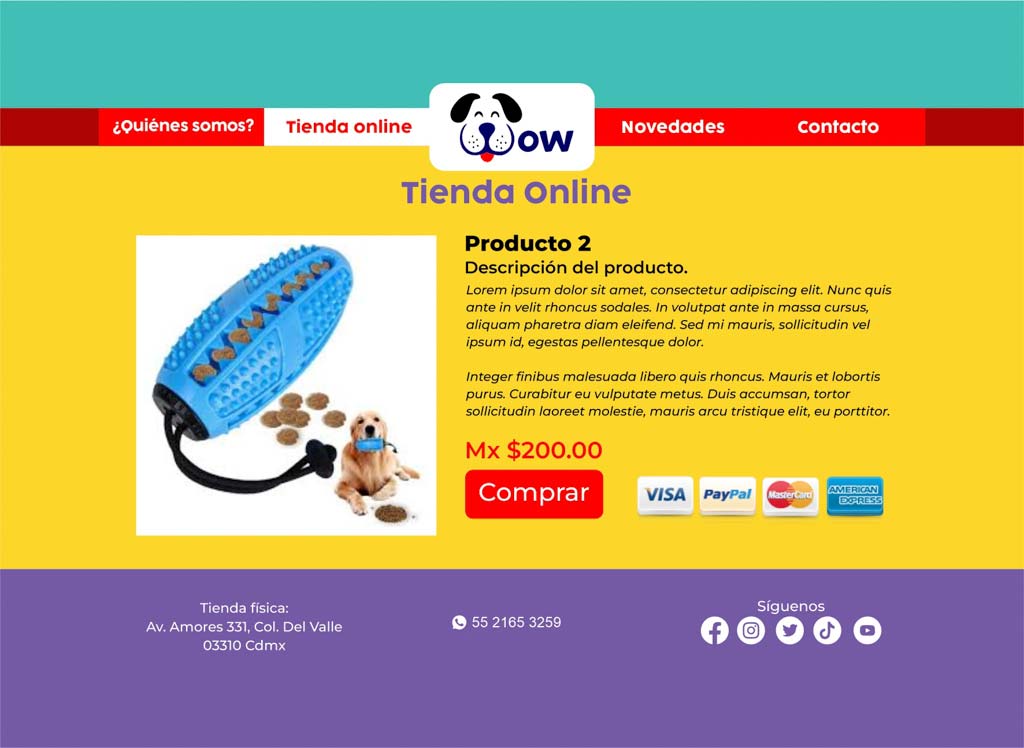 ¿Quiénes somos?
Tienda online
Wow
Novedades
Contacto
Tienda Online
Producto 2
Descripción del producto.
Lorem ipsum dolor sit amet, consectetur adipiscing elit. Nunc quis
ante in velit rhoncus sodales. In volutpat ante in massa cursus,
aliquam pharetra diam eleifend. Sed mi mauris, sollicitudin vel
ipsum id, egestas pellentesque dolor.
Integer finibus malesuada libero quis rhoncus. Mauris et lobortis
purus. Curabitur eu vulputate metus. Duis accumsan, tortor
sollicitudin laoreet molestie, mauris arcu tristique elit, eu porttitor.
Mx $200.00
Comprar
VISA
PayPal
MasterCard
AMERICAN
EXPRESS
Tienda física:
Av. Amores 331, Col. Del Valle
03310 Cdmx
55 2165 3259
Síguenos